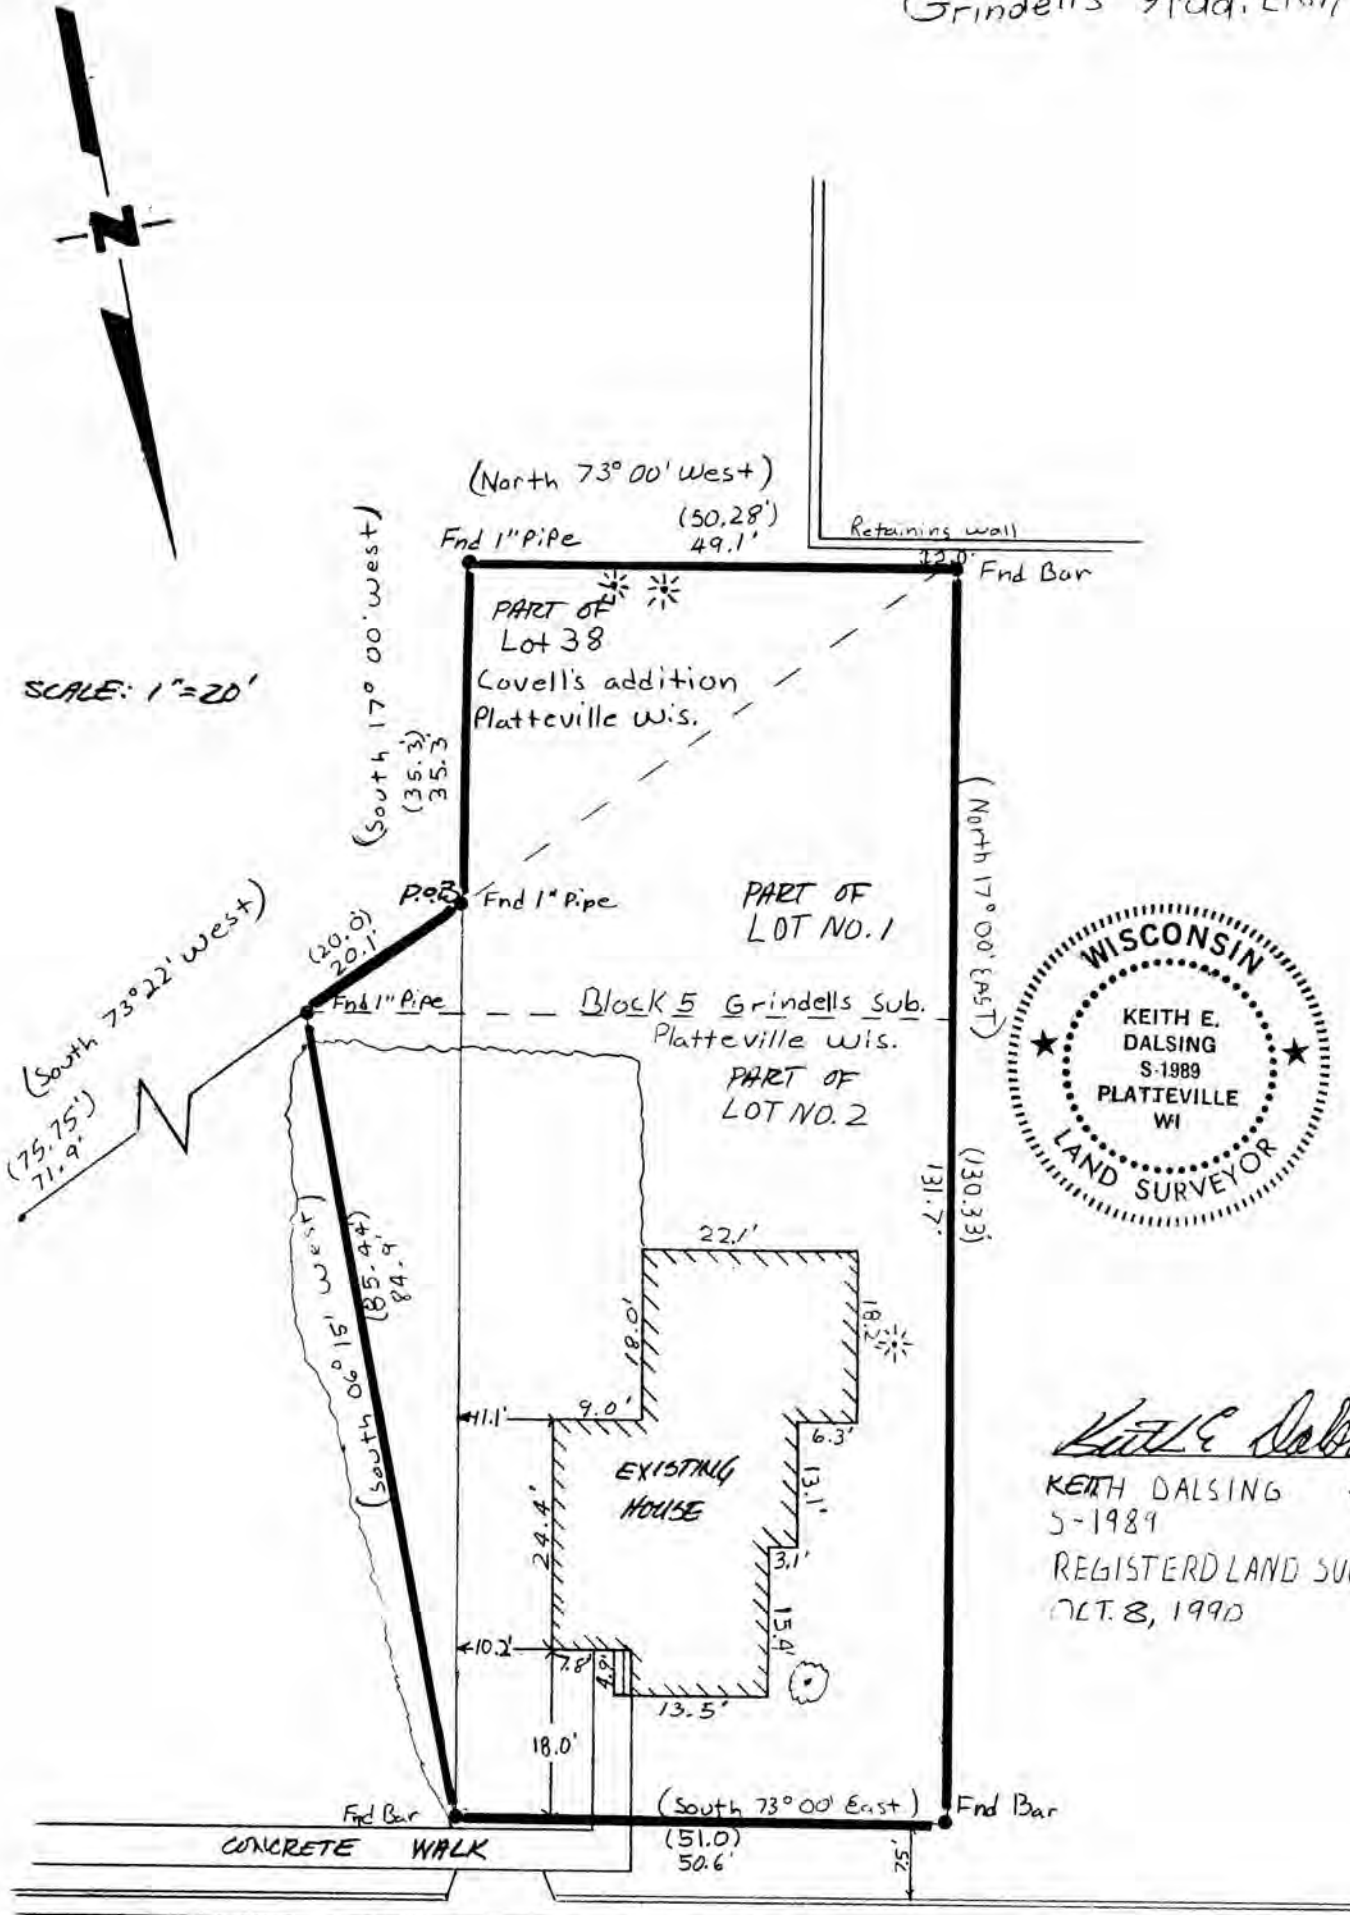 Grindell's
N
(North 73° 00' West)
(50.28')
49.1'
Retaining wall
12.0'
Fnd 1" Pipe
Fnd Bar
PART OF
Lot 38
Covell's addition
Platteville Wis.
SCALE: 1"=20'
(South 17° 00' West)
(35.3)
35.3
P.O.B.
Fnd 1" Pipe
(20.0)
20.1'
Fnd 1" Pipe
(South 73° 22' West)
(75.75')
71.9'
PART OF
LOT NO. 1
(North 17° 00' EAST)
Block 5 Grindells Sub.
Platteville Wis.
PART OF
LOT NO. 2
(130.33)
131.7'
WISCONSIN
KEITH E.
DALSING
S-1989
PLATTEVILLE
WI
LAND SURVEYOR
(South 06° 15' West)
(85.44)
84.9'
22.1'
18.0'
18.2'
11.1'
9.0'
6.3'
EXISTING
HOUSE
13.1'
24.4'
3.1'
15.9'
10.2'
7.8'
4.9'
13.5'
18.0'
KEITH DALSING
S-1989
REGISTERD LAND
OCT. 8, 1990
Fnd Bar
(South 73° 00' East)
Fnd Bar
(51.0)
50.6'
CONCRETE WALK